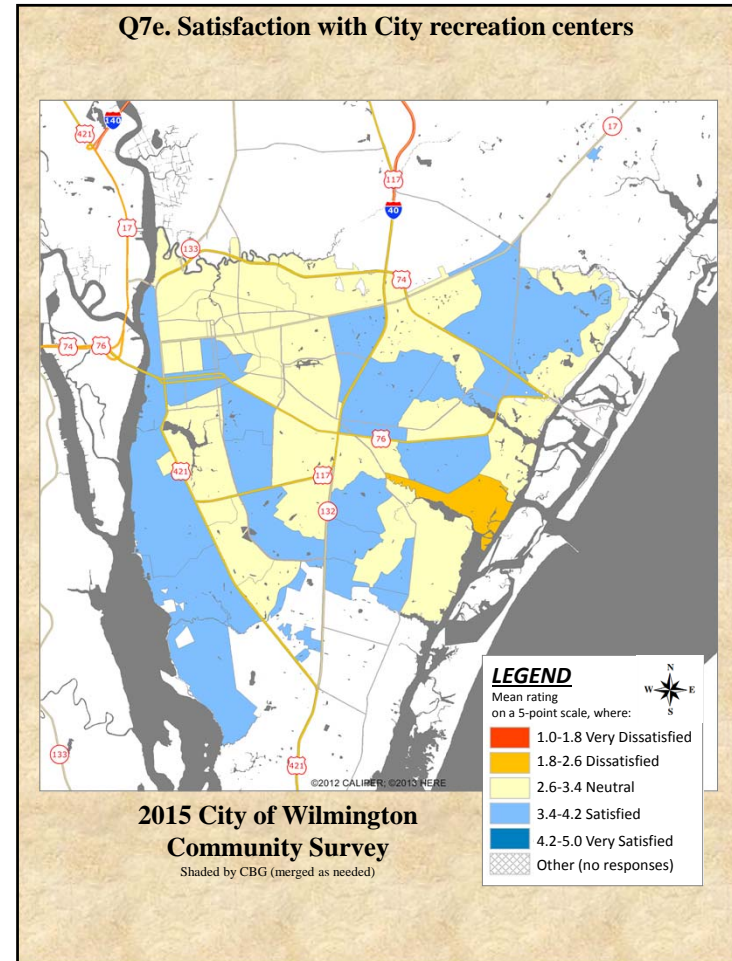 Q7e. Satisfaction with City recreation centers
140
421
17
117
40
17
133
74
74
76
76
421
117
132
133
421
©2012 CALIPER; ©2013 HERE
LEGEND
Mean rating
on a 5-point scale, where:
N
W E
S
1.0-1.8 Very Dissatisfied
1.8-2.6 Dissatisfied
2.6-3.4 Neutral
3.4-4.2 Satisfied
4.2-5.0 Very Satisfied
Other (no responses)
2015 City of Wilmington
Community Survey
Shaded by CBG (merged as needed)